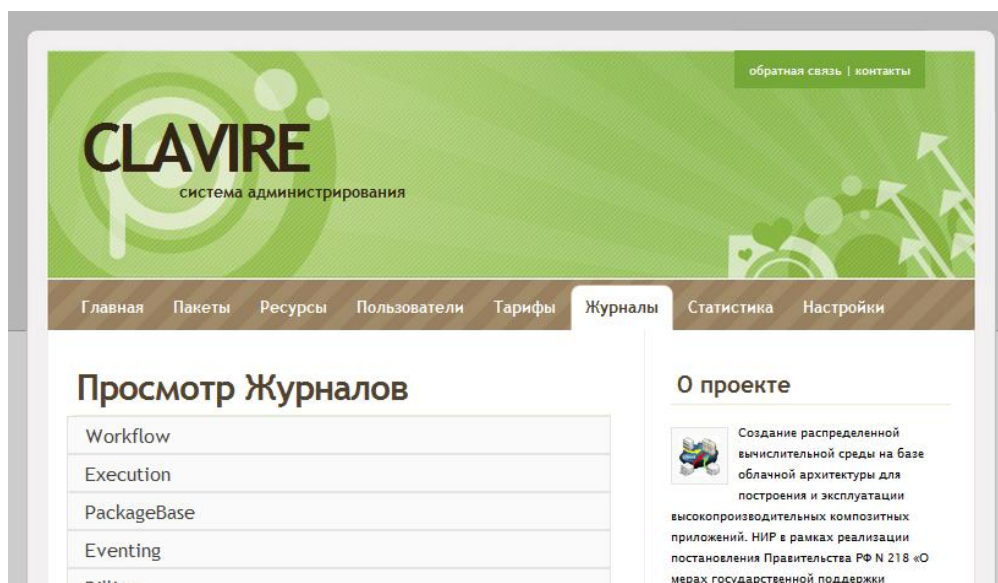 обратная связь | контакты
CLAVIRE
система администрирования
Главная Пакеты Ресурсы Пользователи Тарифы Журналы Статистика Настройки
Просмотр Журналов
Workflow
Execution
PackageBase
Eventing
О проекте
Создание распределенной
вычислительной среды на базе
облачной архитектуры для
построения и эксплуатации
высокопроизводительных композитных
приложений. НИР в рамках реализации
постановления Правительства РФ N 218 «О
мерах государственной поддержки